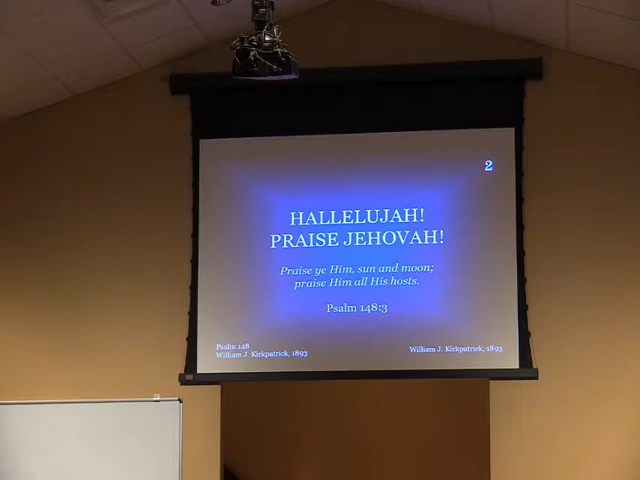 2
HALLELUJAH!
PRAISE JEHOVAH!
Praise ye Him, sun and moon;
praise Him all His hosts.
Psalm 148:3
Psalm 148
William J. Kirkpatrick, 1893
William J. Kirkpatrick, 1893